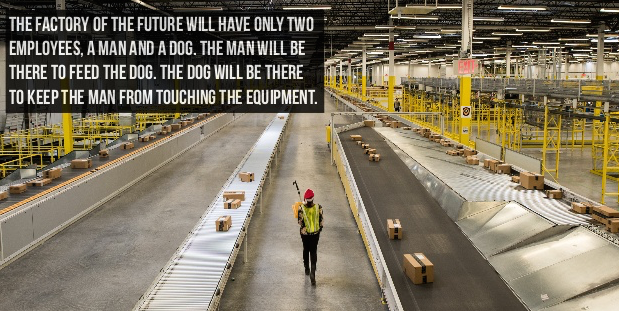 THE FACTORY OF THE FUTURE WILL HAVE ONLY TWO
EMPLOYEES, A MAN AND A DOG. THE MAN WILL BE
THERE TO FEED THE DOG. THE DOG WILL BE THERE
TO KEEP THE MAN FROM TOUCHING THE EQUIPMENT.